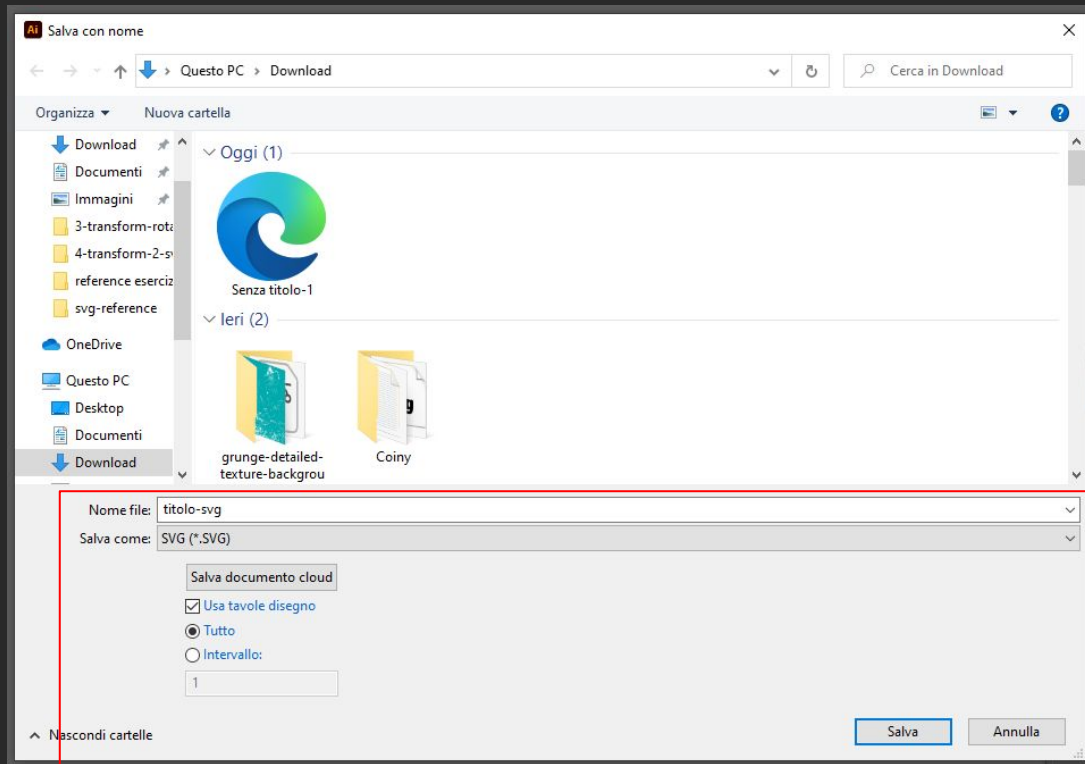 Ai Salva con nome
Questo PC > Download
Cerca in Download
Organizza
Nuova cartella
Download
Documenti
Immagini
3-transform-rota
4-transform-2-s
reference eserciz
svg-reference
OneDrive
Questo PC
Desktop
Documenti
Download
Oggi (1)
Senza titolo-1
Ieri (2)
grunge-detailed-
texture-backgrou
Coiny
Nome file: titolo-svg
Salva come: SVG (*.SVG)
Salva documento cloud
Usa tavole disegno
Tutto
Intervallo:
1
Nascondi cartelle
Salva
Annulla